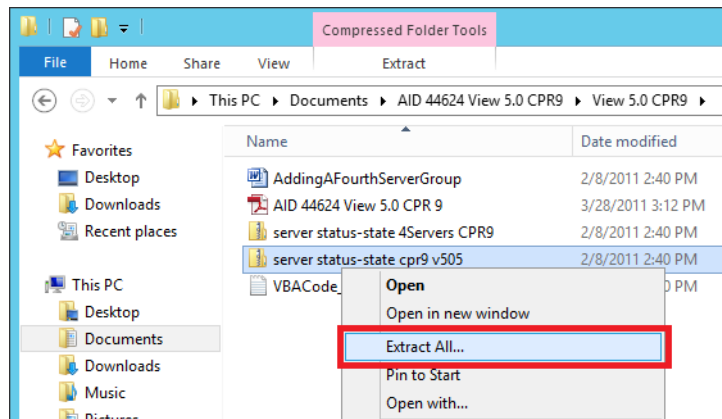 Compressed Folder Tools
File Home Share View Extract
This PC Documents AID 44624 View 5.0 CPR9 View 5.0 CPR9
Favorites
Desktop
Downloads
Recent places
This PC
Desktop
Documents
Downloads
Music
Pictures
Name Date modified
AddingAFourthServerGroup 2/8/2011 2:40 PM
AID 44624 View 5.0 CPR 9 3/28/2011 3:12 PM
server status-state 4Servers CPR9 2/8/2011 2:40 PM
server status-state cpr9 v505 2/8/2011 2:40 PM
VBACode_ 0 PM
Open
Open in new window
Extract All...
Pin to Start
Open with...